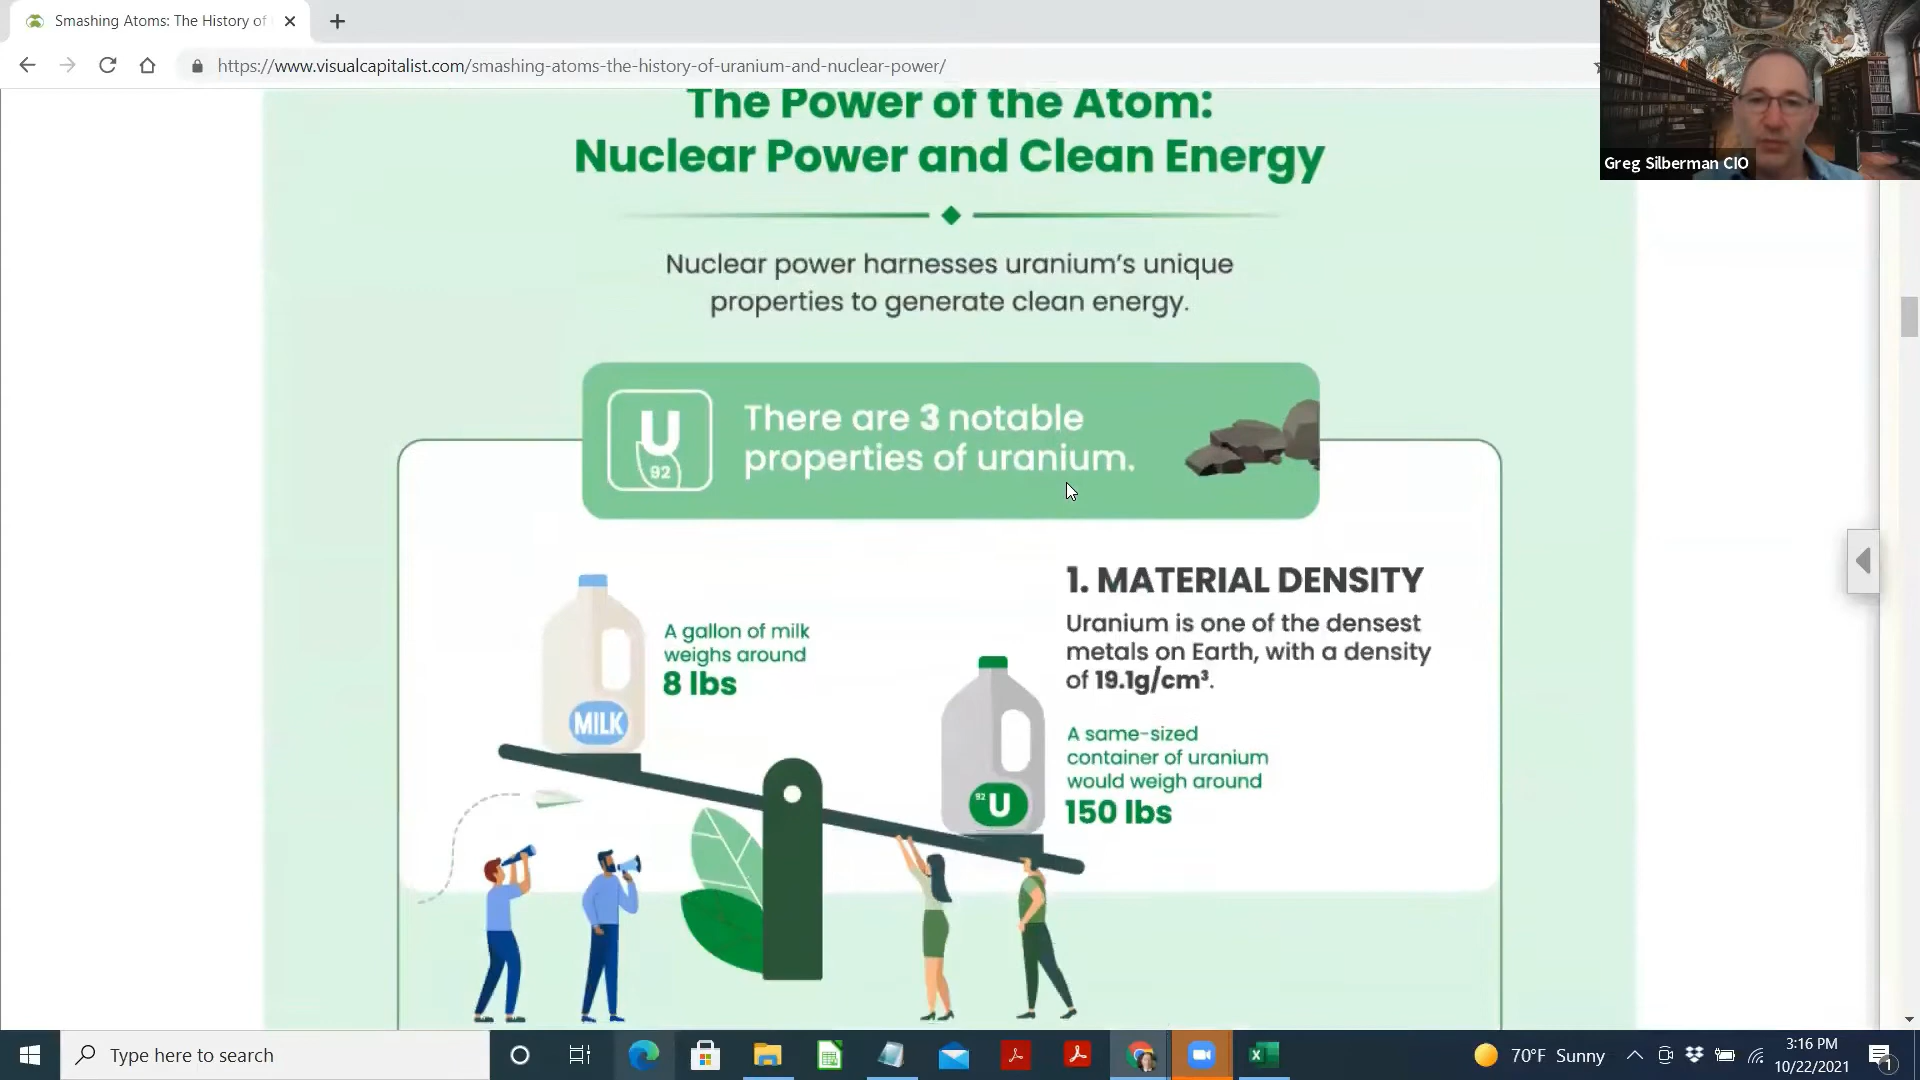 Smashing Atoms: The History of
https://www.visualcapitalist.com/smashing-atoms-the-history-of-uranium-and-nuclear-power/
Greg Silberman CIO
The Power of the Atom:
Nuclear Power and Clean Energy
Nuclear power harnesses uranium's unique
properties to generate clean energy.
U
92
There are 3 notable
properties of uranium.
1. MATERIAL DENSITY
Uranium is one of the densest
metals on Earth, with a density
of 19.1g/cm³.
A gallon of milk
weighs around
8 lbs
MILK
A same-sized
container of uranium
would weigh around
150 lbs
92 U
Type here to search
70°F Sunny
3:16 PM
10/22/2021
1